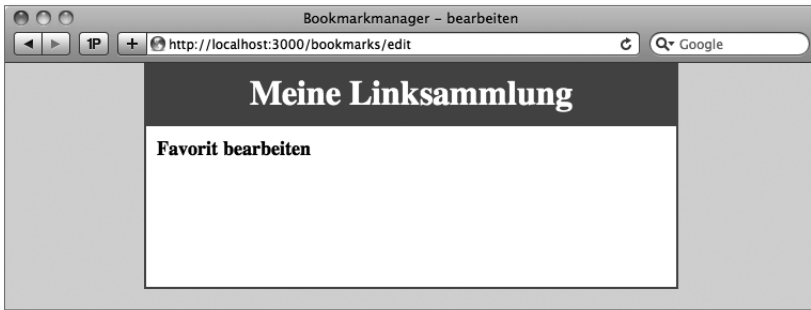 Bookmarkmanager – bearbeiten
1P + http://localhost:3000/bookmarks/edit Google
Meine Linksammlung
Favorit bearbeiten